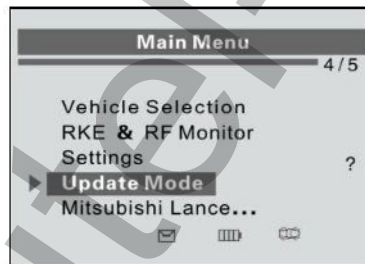 Main Menu
4/5
Vehicle Selection
RKE & RF Monitor
Settings
?
Update Mode
Mitsubishi Lance...